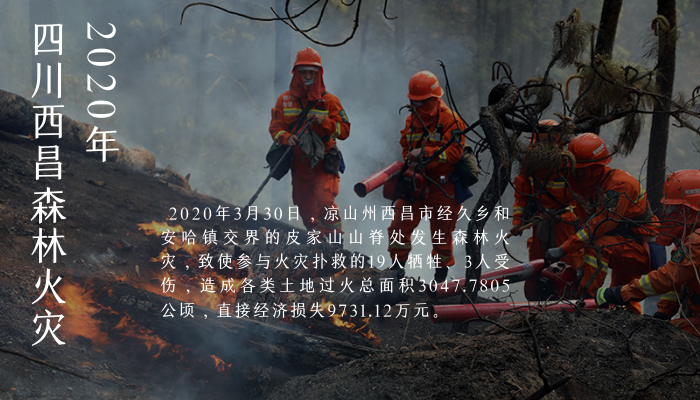 2020年
四川西昌森林火灾
2020年3月30日，凉山州西昌市经久乡和
安哈镇交界的皮家山山脊处发生森林火
灾，致使参与火灾扑救的19人牺牲、3人受
伤，造成各类土地过火总面积3047.7805
公顷，直接经济损失9731.12万元。